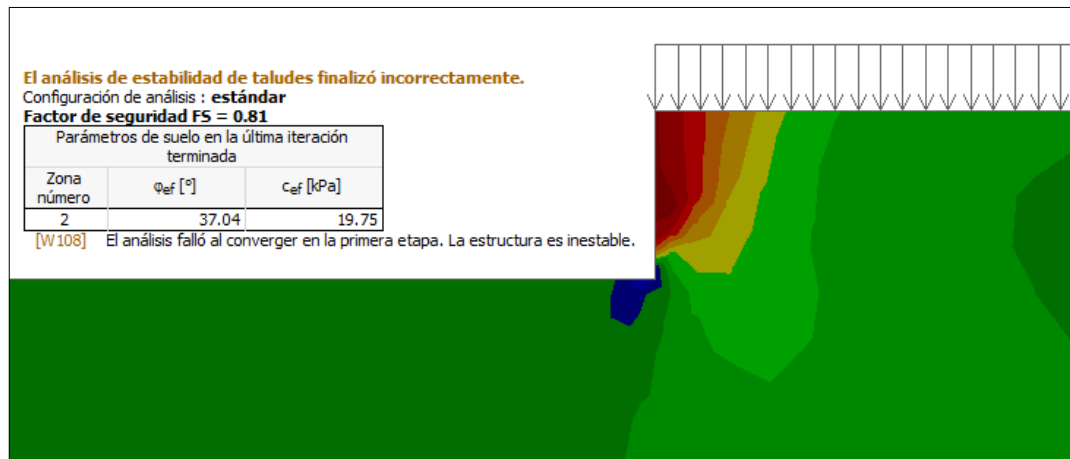 El análisis de estabilidad de taludes finalizó incorrectamente.
Configuración de análisis : estándar
Factor de seguridad FS = 0.81
Parámetros de suelo en la última iteración
terminada
Zona número φef [°] cef [kPa]
2 37.04 19.75
[W108] El análisis falló al converger en la primera etapa. La estructura es inestable.